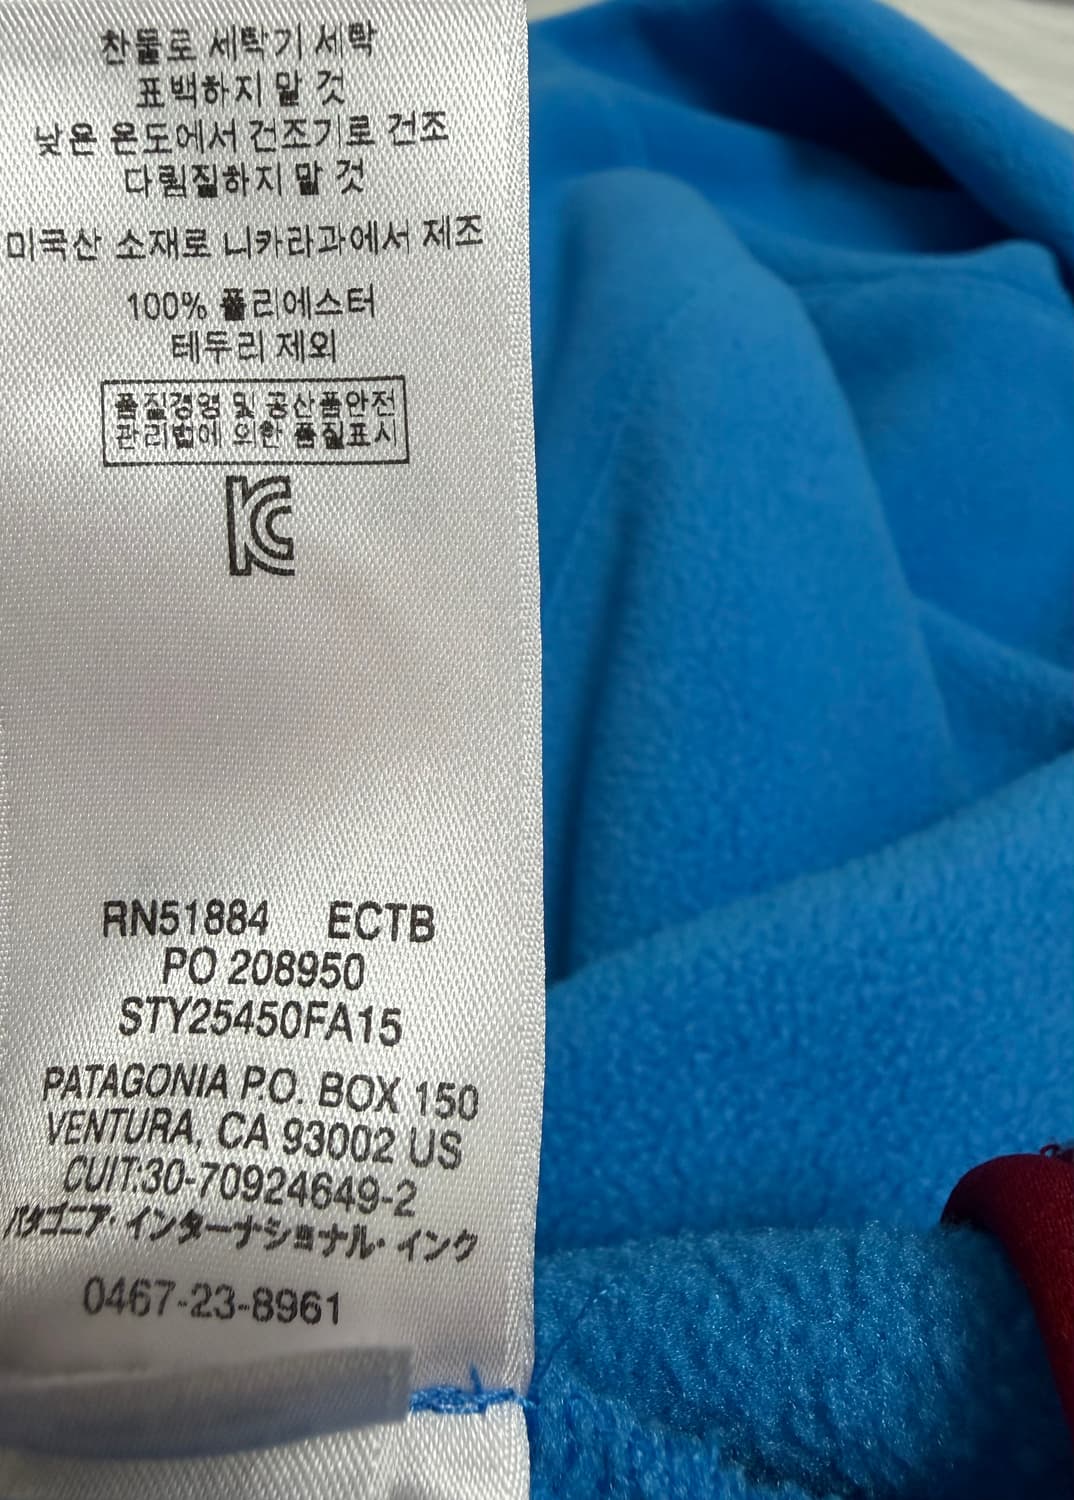 찬물로 세탁기 세탁
표백하지 말 것
낮은 온도에서 건조기로 건조
다림질하지 말 것
미국산 소재로 니카라과에서 제조
100% 폴리에스터
테두리 제외
품질경영 및 공산품안전
관리법에 의한 품질표시
KC
RN51884 ECTB
PO 208950
STY25450FA15
PATAGONIA P.O. BOX 150
VENTURA, CA 93002 US
CUIT:30-70924649-2
パタゴニア・インターナショナル・インク
0467-23-8961